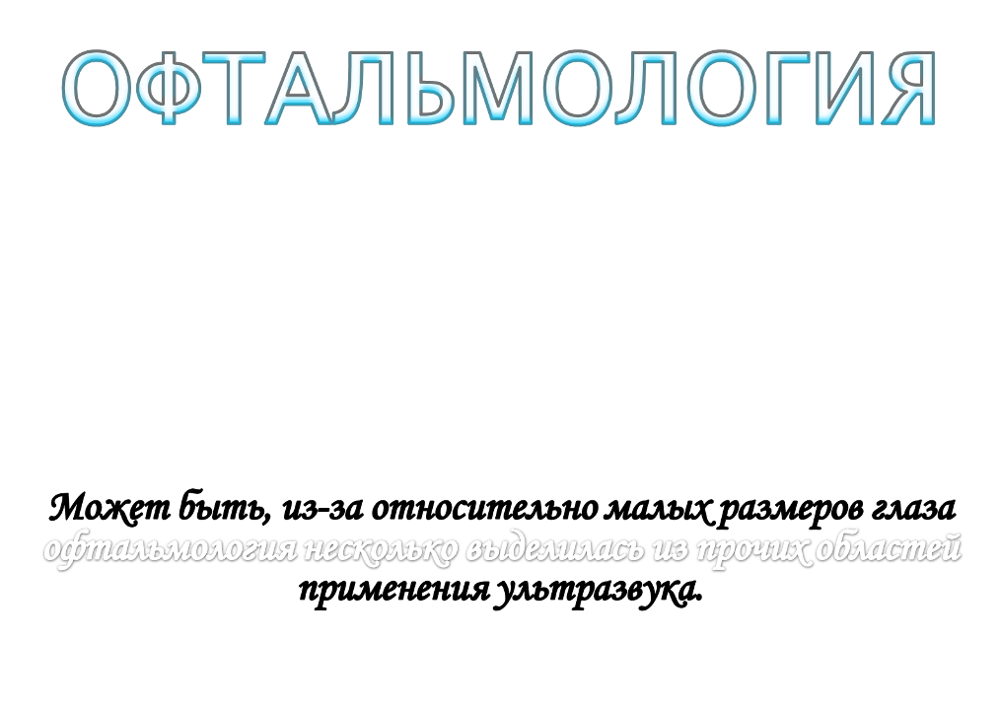 ОФТАЛЬМОЛОГИЯ
Может быть, из-за относительно малых размеров глаза
офтальмология несколько выделилась из прочих областей
применения ультразвука.